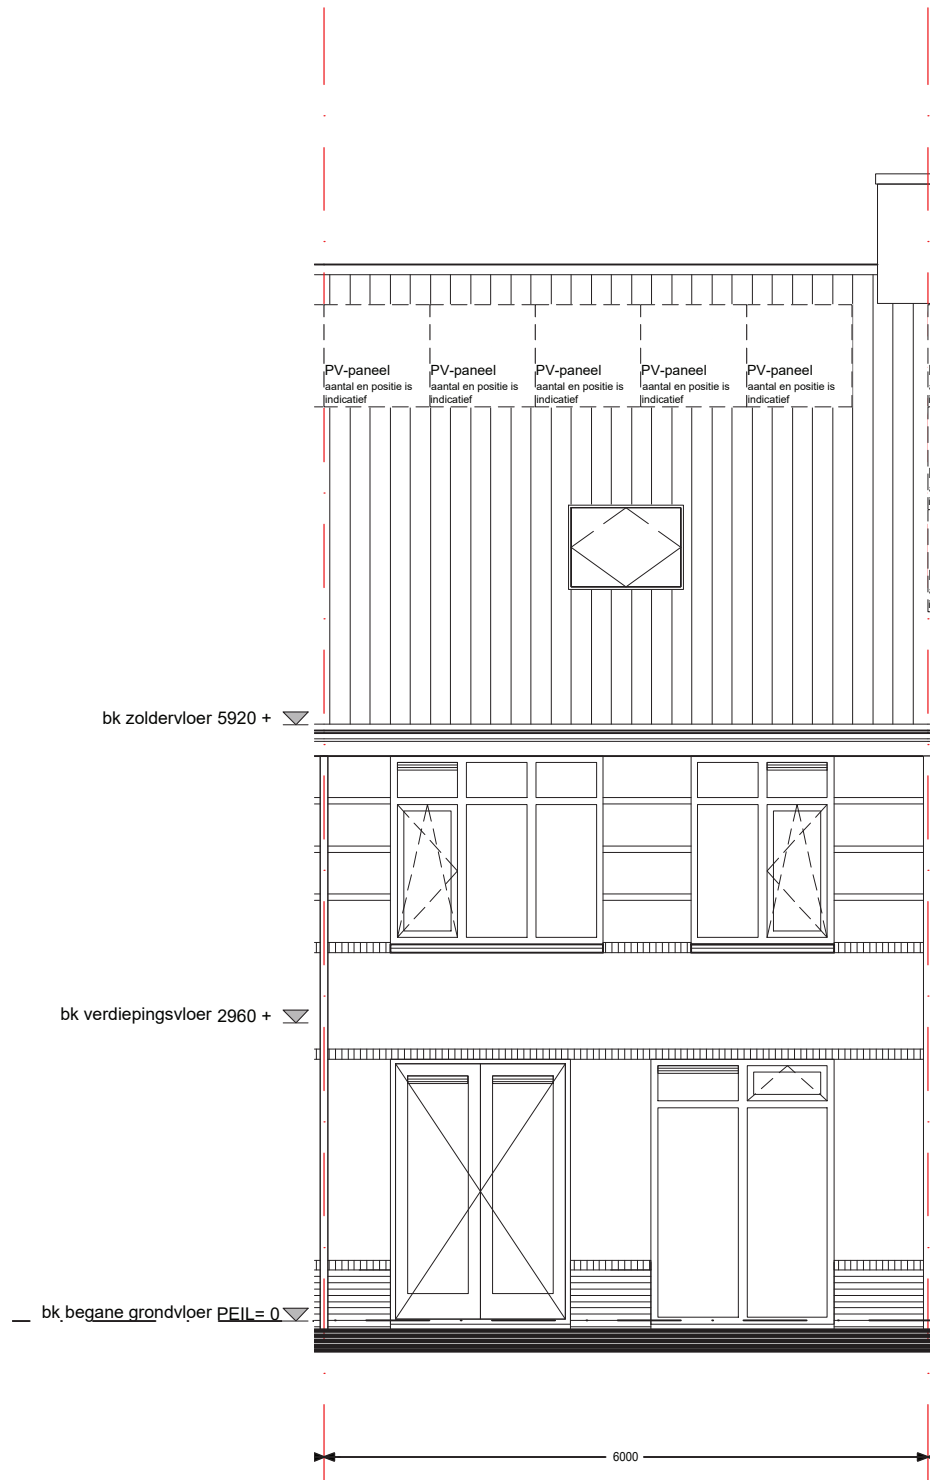 PV-paneel PV-paneel PV-paneel PV-paneel PV-paneel
aantal en positie is aantal en positie is aantal en positie is aantal en positie is aantal en positie is
indicatief indicatief indicatief indicatief indicatief
bk zoldervloer 5920 +
bk verdiepingsvloer 2960 +
bk begane grondvloer PEIL= 0
6000